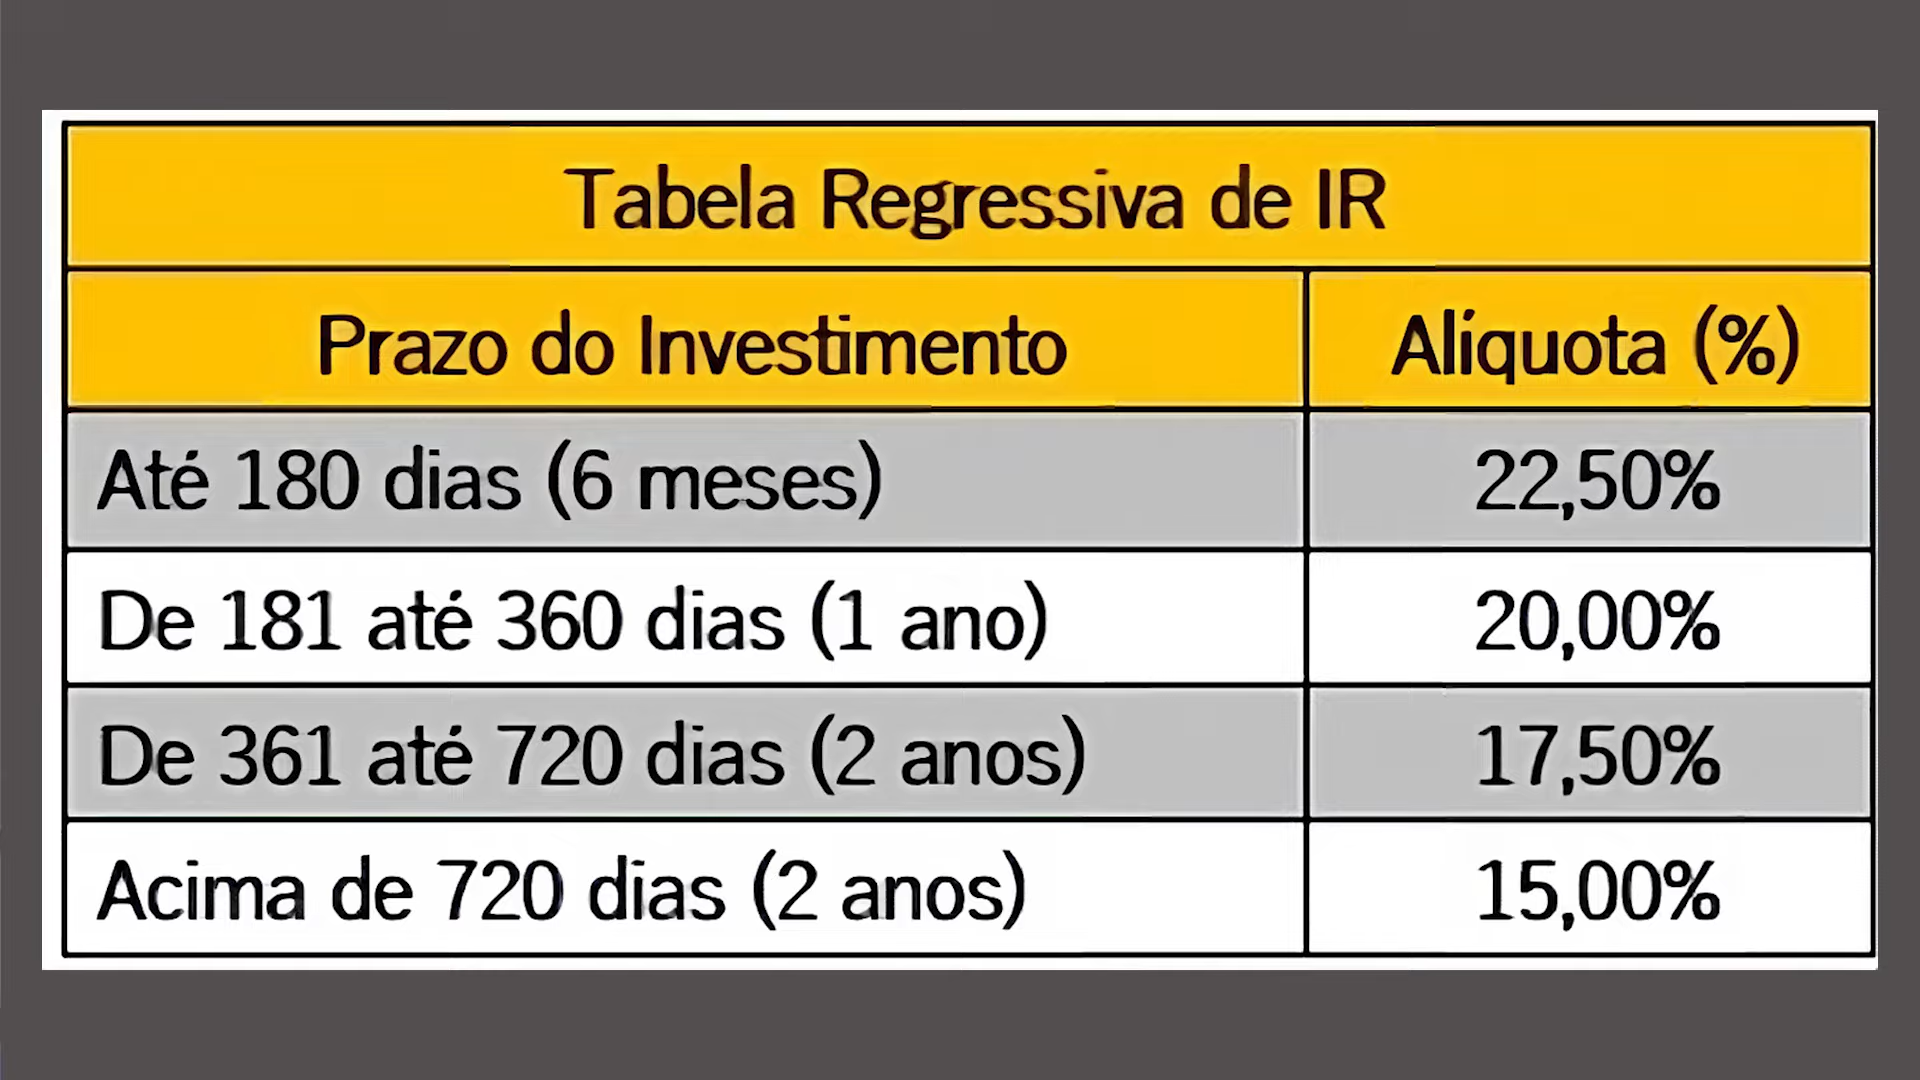 Tabela Regressiva de IR
Prazo do Investimento Alíquota (%)
Até 180 dias (6 meses) 22,50%
De 181 até 360 dias (1 ano) 20,00%
De 361 até 720 dias (2 anos) 17,50%
Acima de 720 dias (2 anos) 15,00%